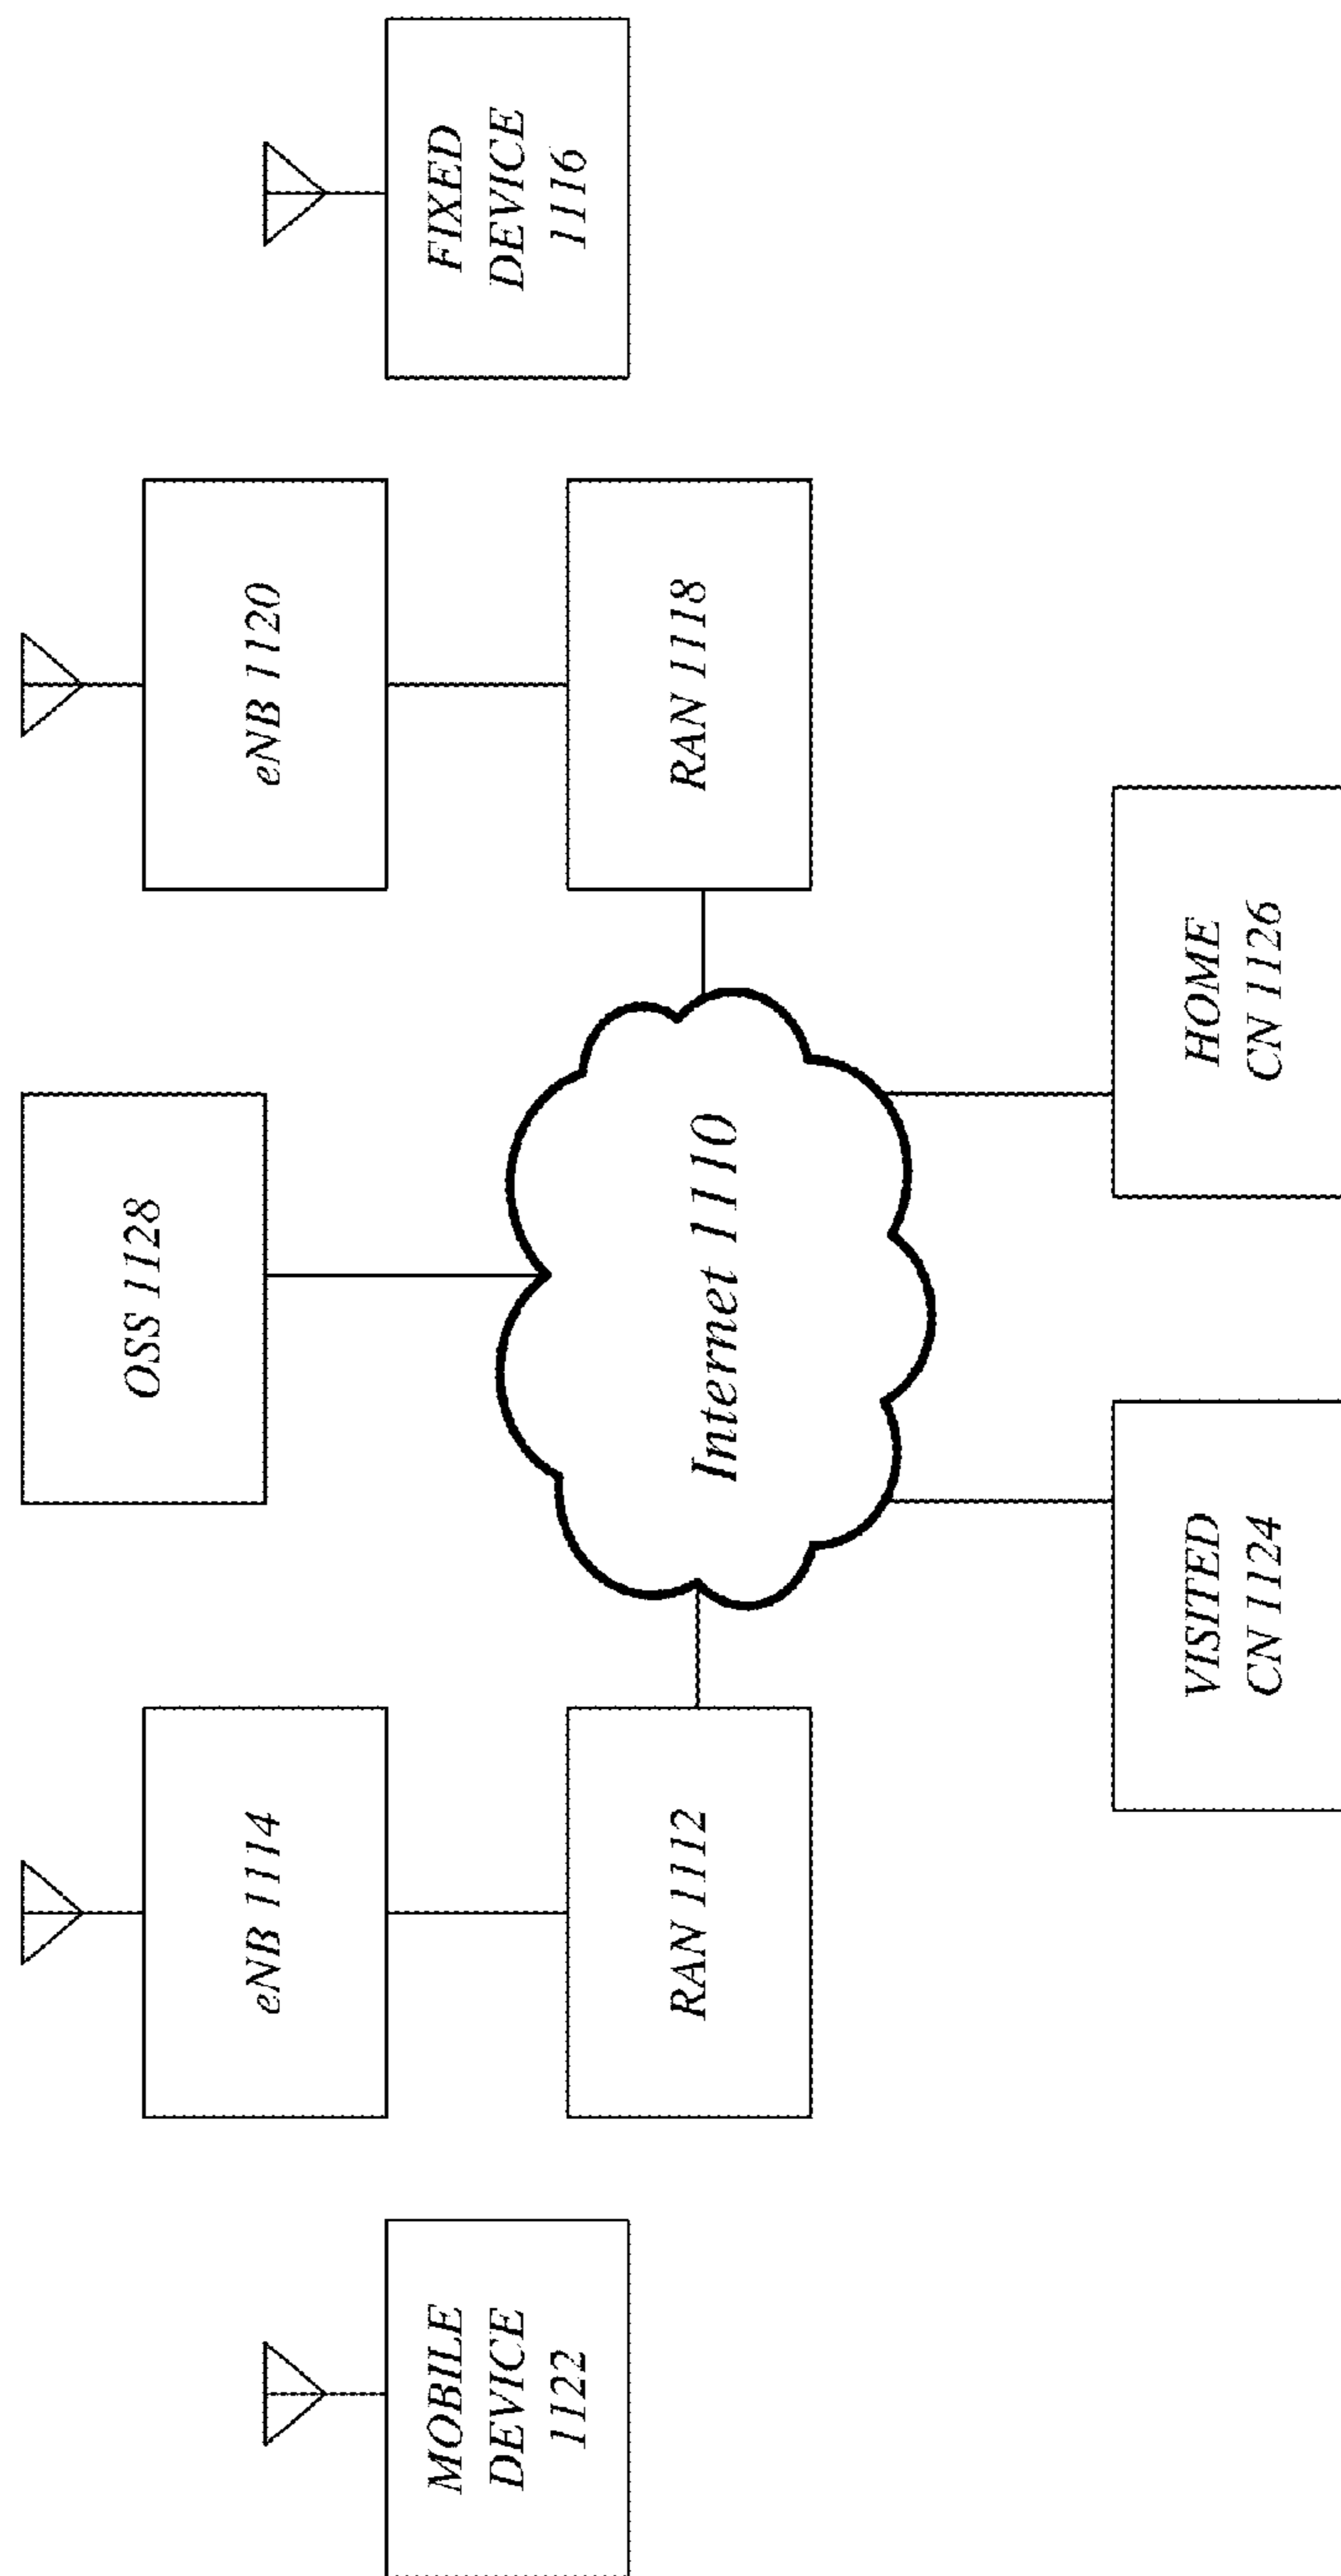 OSS 1128
eNB 1114
eNB 1120
MOBILE
DEVICE
1122
FIXED
DEVICE
1116
RAN 1112
Internet 1110
RAN 1118
VISITED
CN 1124
HOME
CN 1126